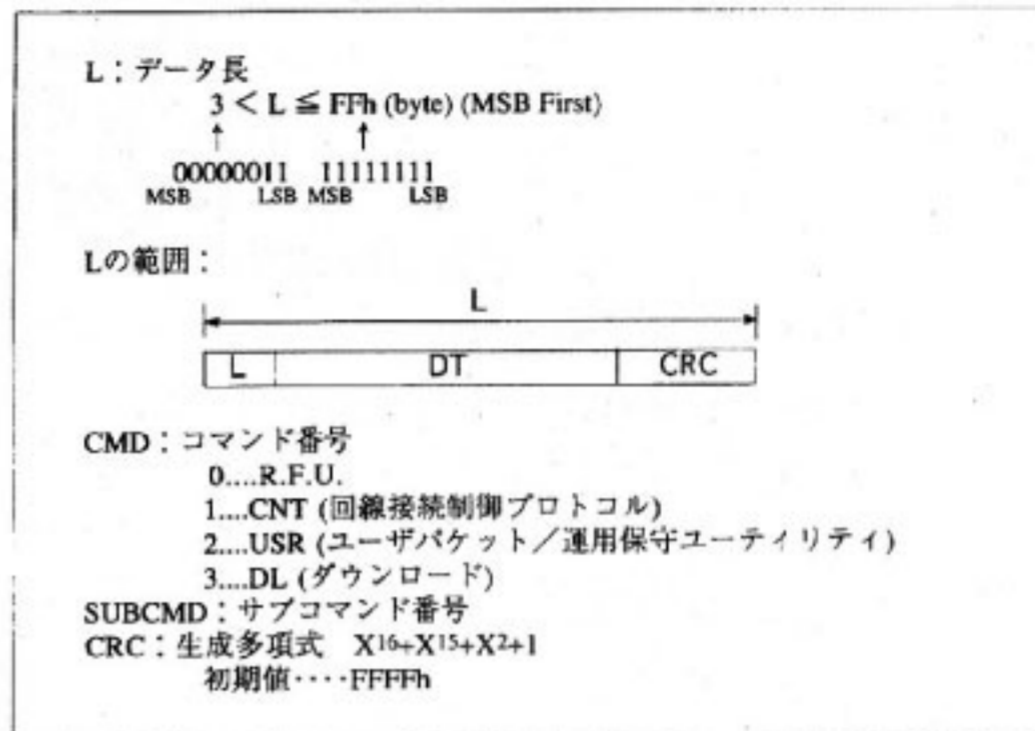 L：データ長
3 < L ≦ FFh (byte) (MSB First)
↑ ↑
00000011 11111111
MSB LSB MSB LSB
Lの範囲：
L
L DT CRC
CMD：コマンド番号
0....R.F.U.
1....CNT (回線接続制御プロトコル)
2....USR (ユーザパケット／運用保守ユーティリティ)
3....DL (ダウンロード)
SUBCMD：サブコマンド番号
CRC：生成多項式 X16+X15+X2+1
初期値‥‥FFFFh